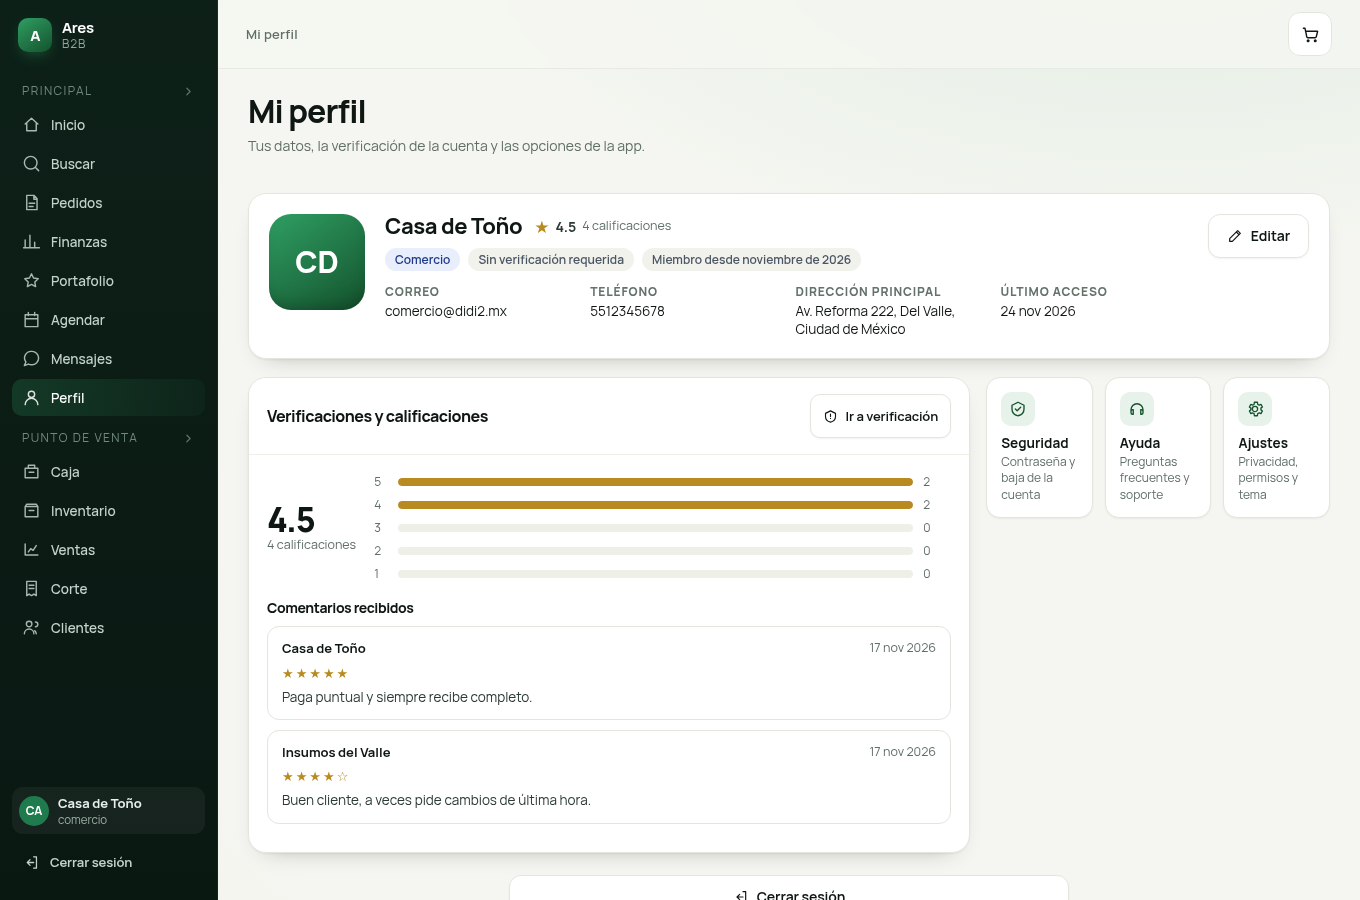 A
Ares
B2B
PRINCIPAL
Inicio
Buscar
Pedidos
Finanzas
Portafolio
Agendar
Mensajes
Perfil
PUNTO DE VENTA
Caja
Inventario
Ventas
Corte
Clientes
CA
Casa de Toño
comercio
Cerrar sesión
Mi perfil
Mi perfil
Tus datos, la verificación de la cuenta y las opciones de la app.
CD
Casa de Toño ★ 4.5 4 calificaciones
Editar
Comercio Sin verificación requerida Miembro desde noviembre de 2026
CORREO
comercio@didi2.mx
TELÉFONO
5512345678
DIRECCIÓN PRINCIPAL
Av. Reforma 222, Del Valle,
Ciudad de México
ÚLTIMO ACCESO
24 nov 2026
Verificaciones y calificaciones
Ir a verificación
4.5
4 calificaciones
5 2
4 2
3 0
2 0
1 0
Comentarios recibidos
Casa de Toño 17 nov 2026
★★★★★
Paga puntual y siempre recibe completo.
Insumos del Valle 17 nov 2026
★★★★☆
Buen cliente, a veces pide cambios de última hora.
Seguridad
Contraseña y
baja de la
cuenta
Ayuda
Preguntas
frecuentes y
soporte
Ajustes
Privacidad,
permisos y
tema
Cerrar sesión